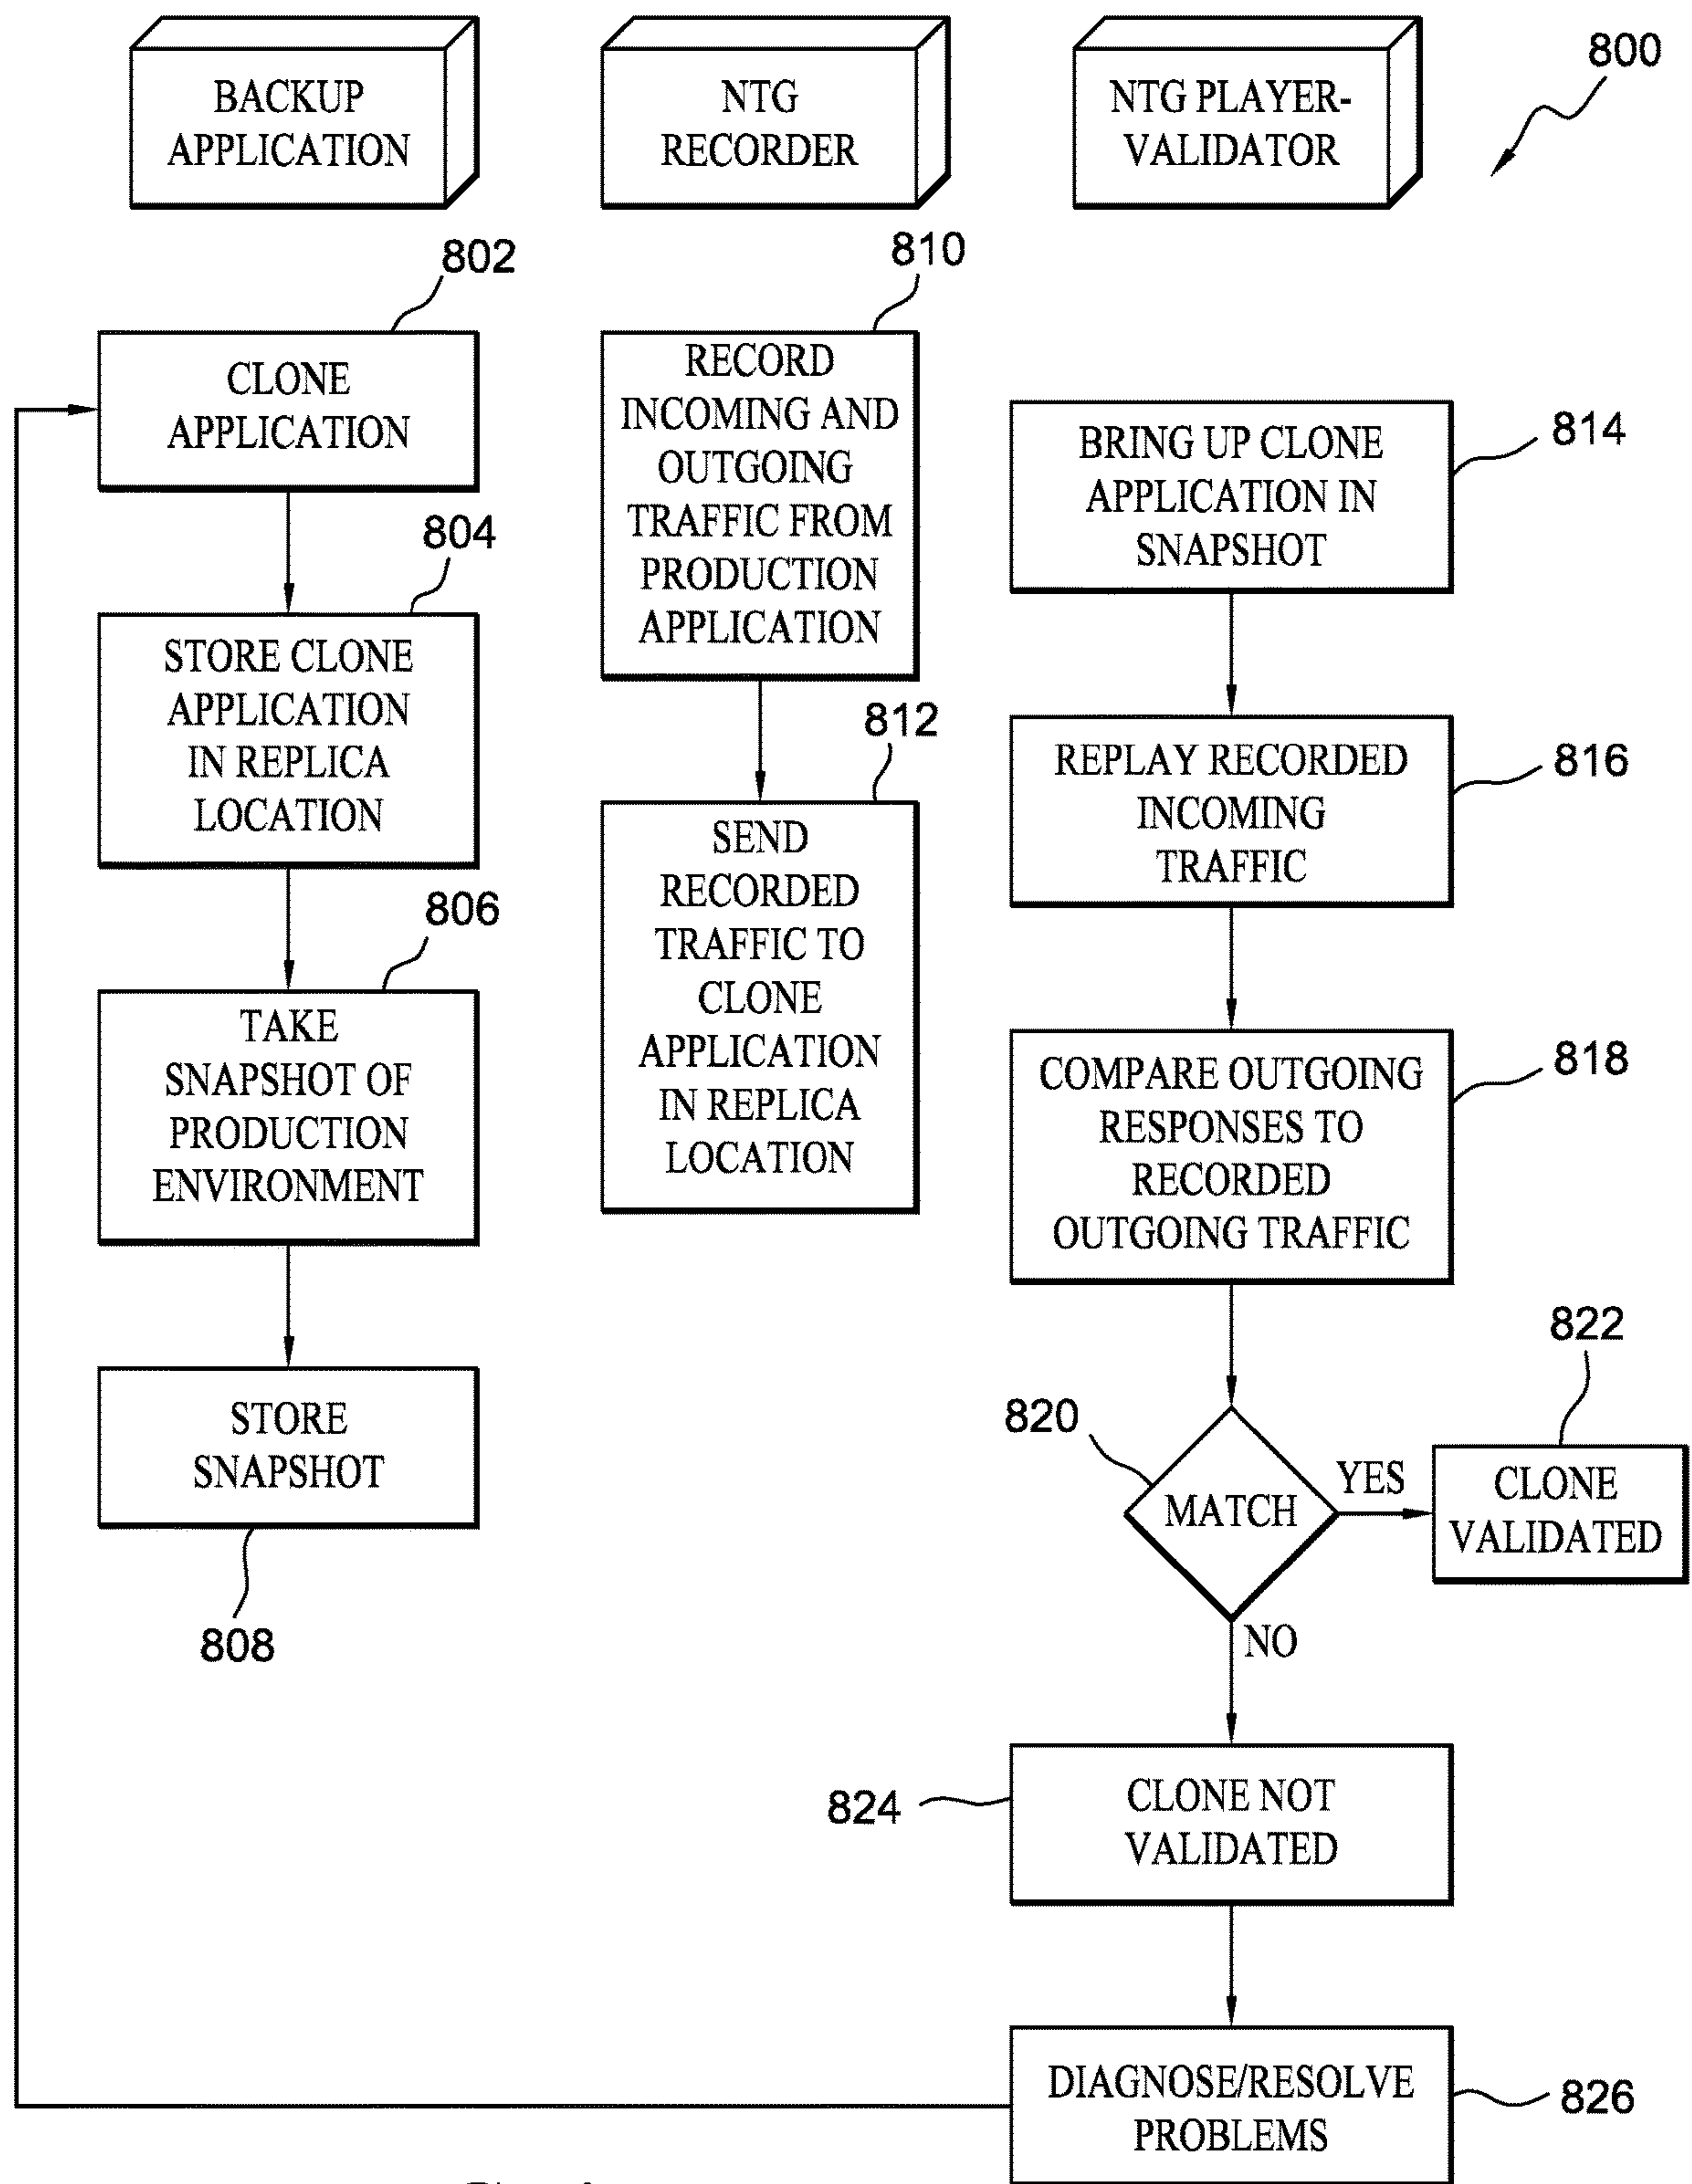 BACKUP
APPLICATION
NTG
RECORDER
NTG PLAYER-
VALIDATOR
800
802
CLONE
APPLICATION
804
STORE CLONE
APPLICATION
IN REPLICA
LOCATION
806
TAKE
SNAPSHOT OF
PRODUCTION
ENVIRONMENT
STORE
SNAPSHOT
808
810
RECORD
INCOMING AND
OUTGOING
TRAFFIC FROM
PRODUCTION
APPLICATION
812
SEND
RECORDED
TRAFFIC TO
CLONE
APPLICATION
IN REPLICA
LOCATION
BRING UP CLONE
APPLICATION IN
SNAPSHOT
814
REPLAY RECORDED
INCOMING
TRAFFIC
816
COMPARE OUTGOING
RESPONSES TO
RECORDED
OUTGOING TRAFFIC
818
820
MATCH
YES
822
CLONE
VALIDATED
NO
824
CLONE NOT
VALIDATED
DIAGNOSE/RESOLVE
PROBLEMS
826